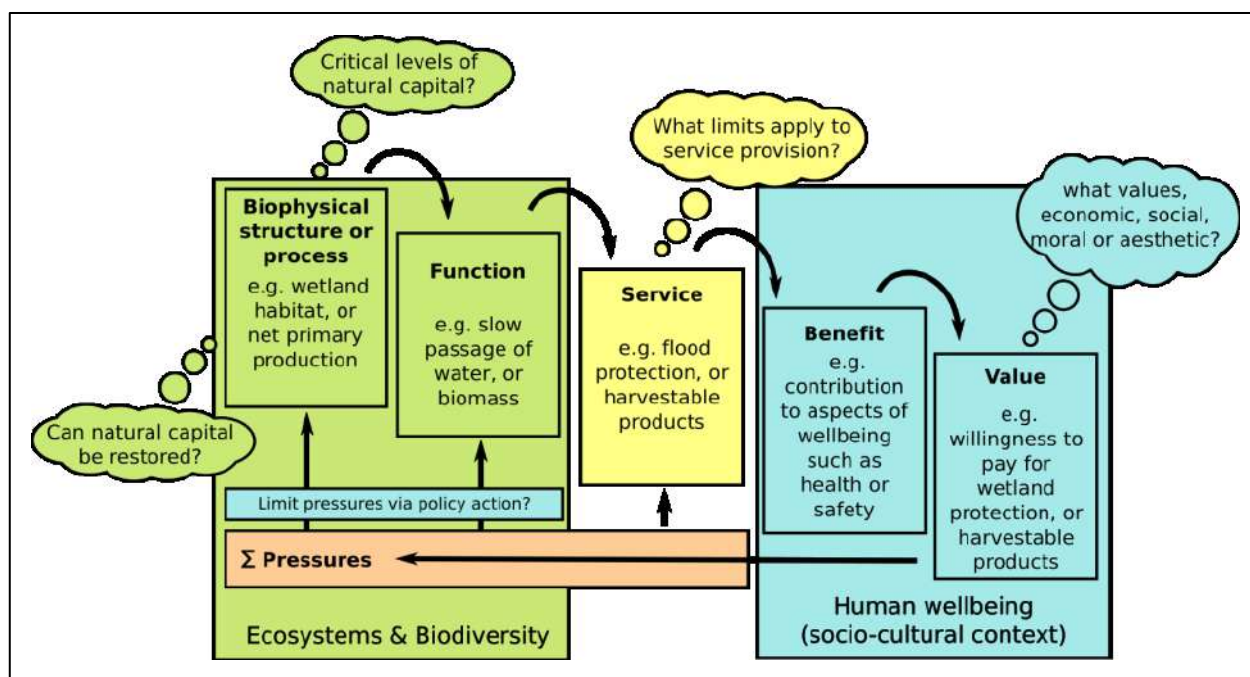 Critical levels of
natural capital?
What limits apply to
service provision?
what values,
economic, social,
moral or aesthetic?
Biophysical
structure or
process
e.g. wetland
habitat, or
net primary
production
Function
e.g. slow
passage of
water, or
biomass
Service
e.g. flood
protection, or
harvestable
products
Benefit
e.g.
contribution
to aspects of
wellbeing
such as
health or
safety
Value
e.g.
willingness to
pay for
wetland
protection, or
harvestable
products
Can natural capital
be restored?
Limit pressures via policy action?
Σ Pressures
Ecosystems & Biodiversity
Human wellbeing
(socio-cultural context)